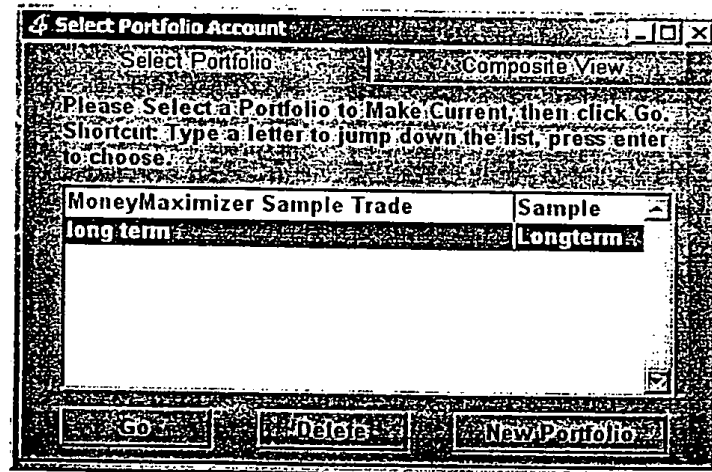 Select Portfolio Account
Select Portfolio Composite View
Please Select a Portfolio to Make Current, then click Go.
Shortcut: Type a letter to jump down the list, press enter
to choose.
MoneyMaximizer Sample Trade Sample
long term Longterm
Go Delete New Portfolio